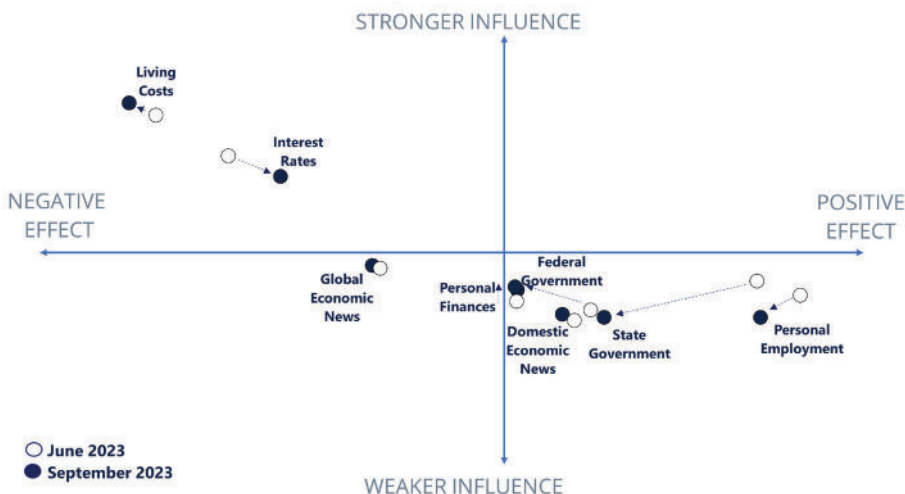 STRONGER INFLUENCE
Living
Costs
Interest
Rates
NEGATIVE
EFFECT
POSITIVE
EFFECT
Global
Economic
News
Personal
Finances
Federal
Government
Domestic
Economic
News
State
Government
Personal
Employment
June 2023
September 2023
WEAKER INFLUENCE